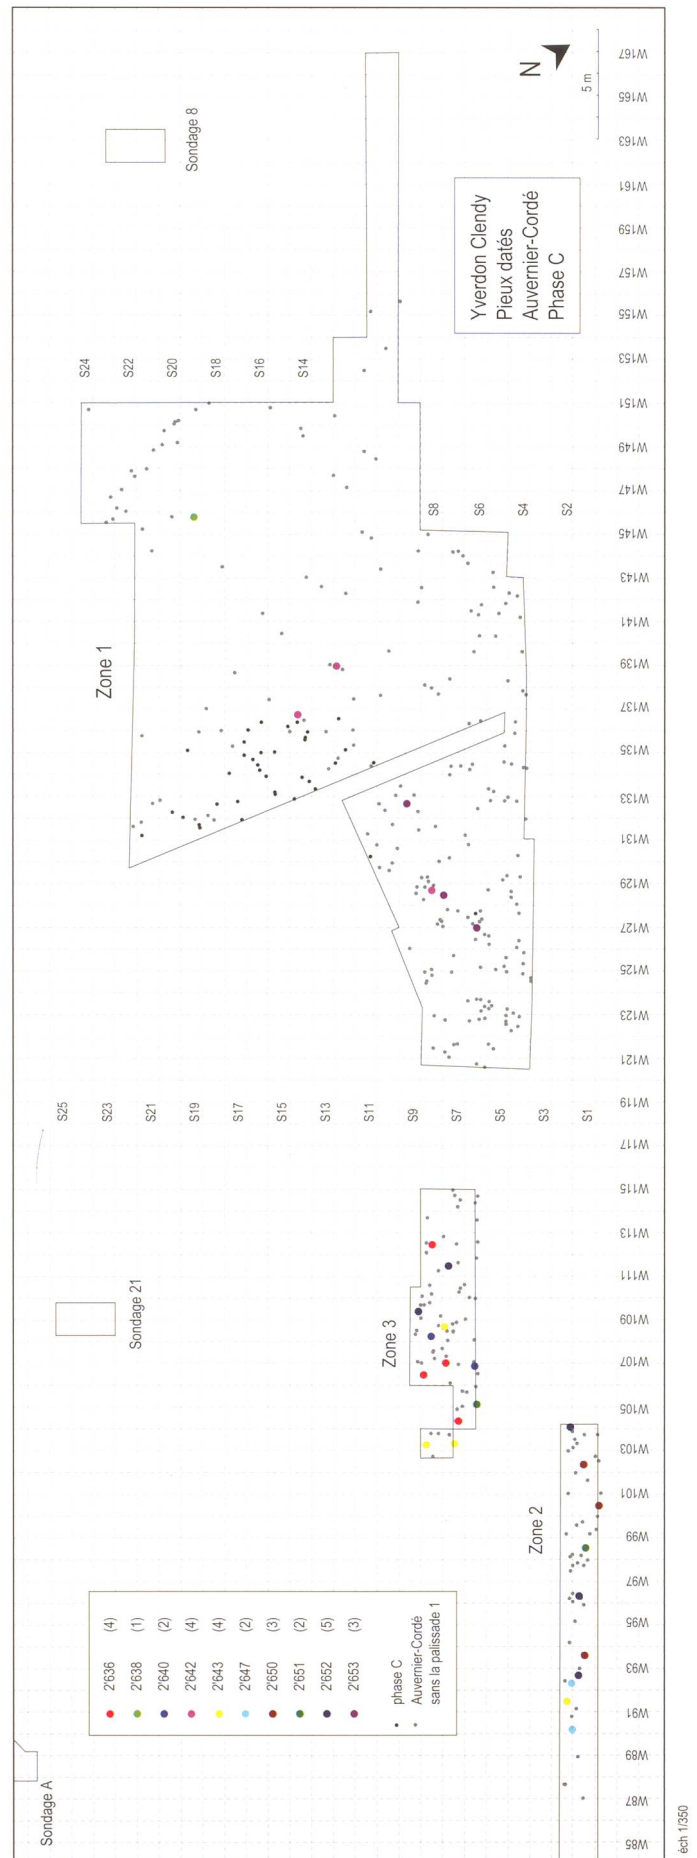 N
5 m
Yverdon Clendy
Pieux datés
Auvernier-Cordé
Phase C
Sondage 8
Zone 1
Sondage 21
Zone 3
Zone 2
Sondage A
S24
S22
S20
S18
S16
S14
S8
S6
S4
S2
S25
S23
S21
S19
S17
S15
S13
S11
S9
S7
S5
S3
S1
W167
W165
W163
W161
W159
W157
W155
W153
W151
W149
W147
W145
W143
W141
W139
W137
W135
W133
W131
W129
W127
W125
W123
W121
W119
W117
W115
W113
W111
W109
W107
W105
W103
W101
W99
W97
W95
W93
W91
W89
W87
W85
2'636 (4)
2'638 (1)
2'640 (2)
2'642 (4)
2'643 (4)
2'647 (2)
2'650 (3)
2'651 (2)
2'652 (5)
2'653 (3)
phase C
Auvernier-Cordé
sans la palissade 1
éch 1/350